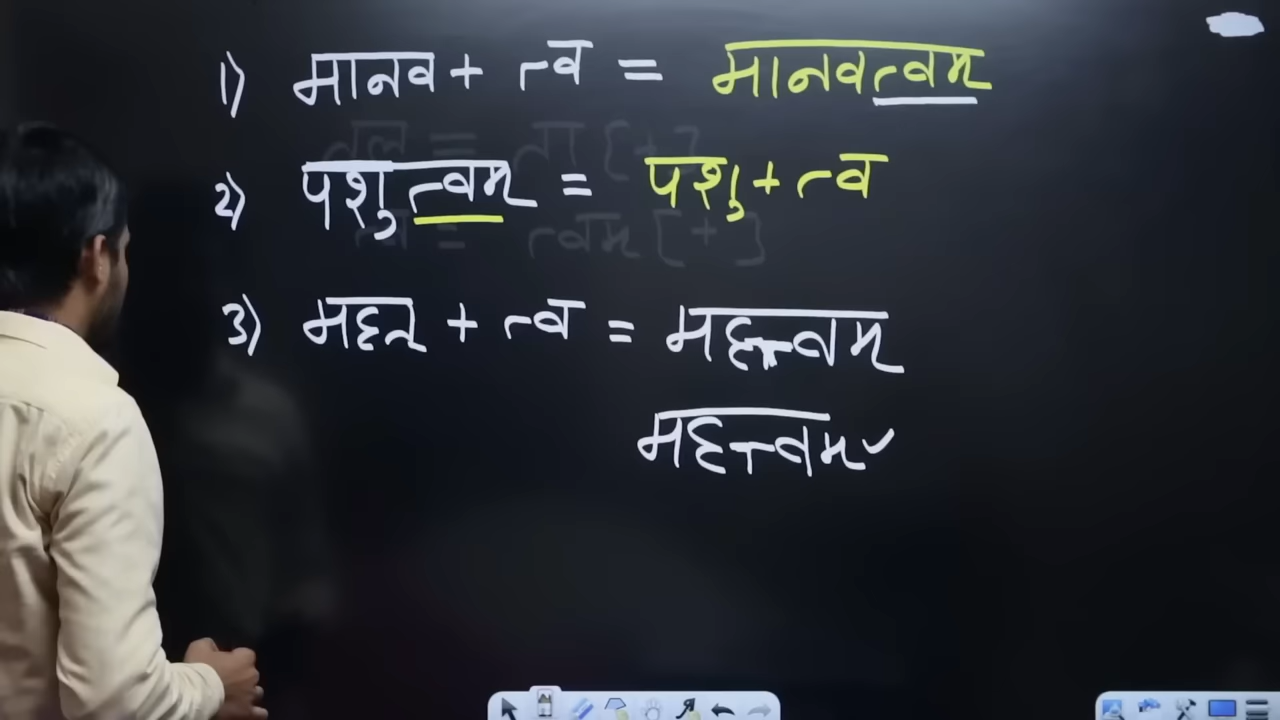 1) मानव + त्व = मानवत्वम्
2) पशुत्वम् = पशु + त्व
3) महत् + त्व = महत्त्वम्
महत्त्वम् ✓